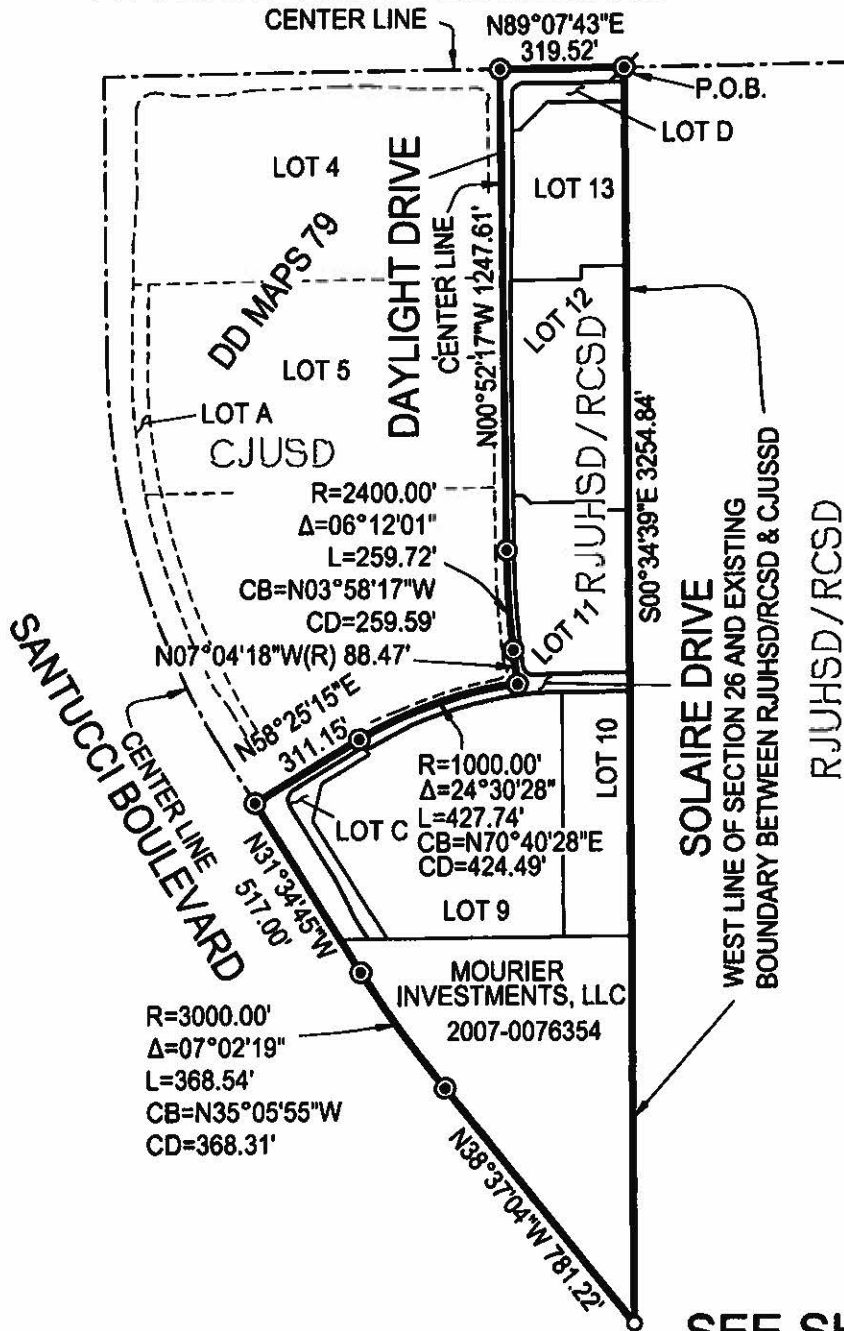 CENTER LINE
N89°07'43"E
319.52'
P.O.B.
LOT D
LOT 4
LOT 13
DAYLIGHT DRIVE
CENTER LINE
N00°52'17"W 1247.61'
DD MAPS 79
LOT 12
LOT 5
LOT A
CJUSD
RJUHSD/RCSD
S00°34'39"E 3254.84'
R=2400.00'
Δ=06°12'01"
L=259.72'
CB=N03°58'17"W
CD=259.59'
N07°04'18"W(R) 88.47'
LOT 11
SOLAIRE DRIVE
WEST LINE OF SECTION 26 AND EXISTING
BOUNDARY BETWEEN RJUHSD/RCSD & CJUSSD
RJUHSD/RCSD
SANTUCCI BOULEVARD
CENTER LINE
N58°25'15"E
311.15'
R=1000.00'
Δ=24°30'28"
L=427.74'
CB=N70°40'28"E
CD=424.49'
LOT 10
LOT C
N31°34'45"W
517.00'
LOT 9
MOURIER
INVESTMENTS, LLC
2007-0076354
R=3000.00'
Δ=07°02'19"
L=368.54'
CB=N35°05'55"W
CD=368.31'
N38°37'04"W 781.22'